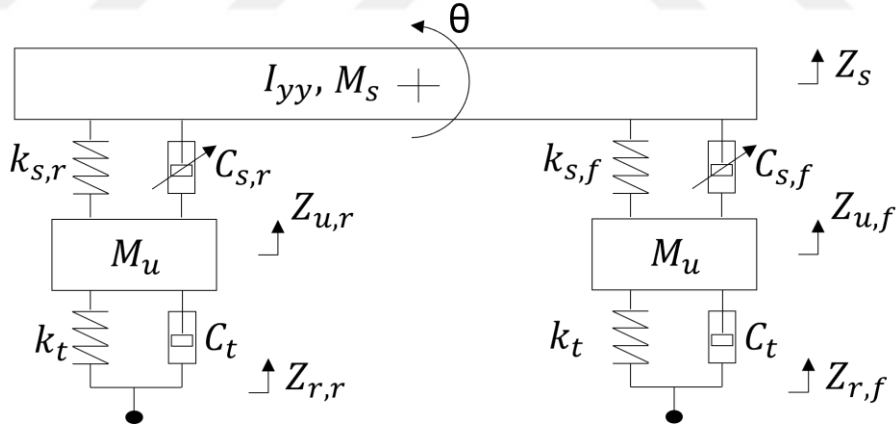 θ
I_{yy}, M_s
Z_s
k_{s,r}
C_{s,r}
k_{s,f}
C_{s,f}
Z_{u,r}
Z_{u,f}
M_u
M_u
k_t
C_t
Z_{r,r}
k_t
C_t
Z_{r,f}